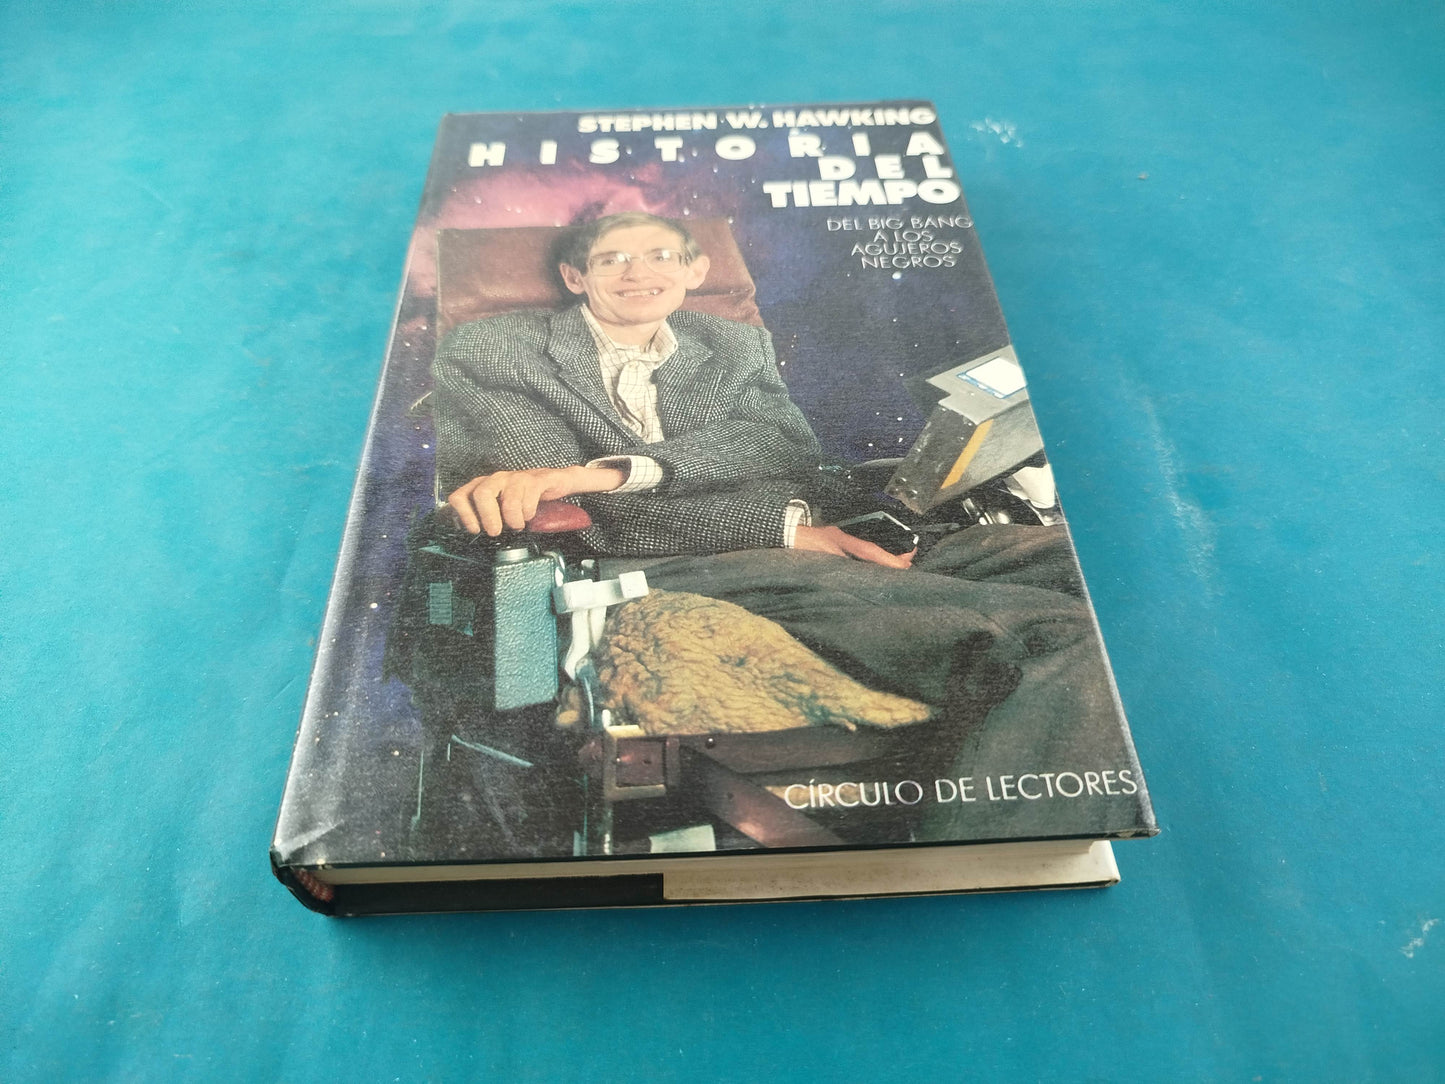 STEPHEN W. HAWKING
HISTORIA
DEL
TIEMPO
DEL BIG BANG
A LOS
AGUJEROS
NEGROS
CÍRCULO DE LECTORES